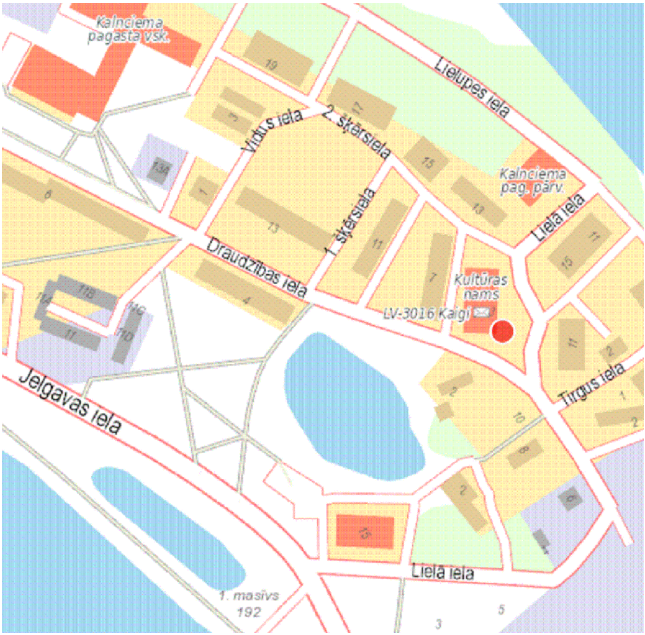 Kalnciema
pagasta vsk.
19
Lielupes iela
17
3
Vidus iela
2. šķērsiela
15
13A
Kalnciema
pag. pārv.
1
13
6
13
1. šķērsiela
11
Lielā iela
11
15
Draudzības iela
7
4
Kultūras
nams
LV-3016 Kaigi
11B
11A
11C
11
11D
11
2
Tirgus iela
Jelgavas iela
2
1
10
2
8
2
6
13
Lielā iela
1. masīvs
192
5
3